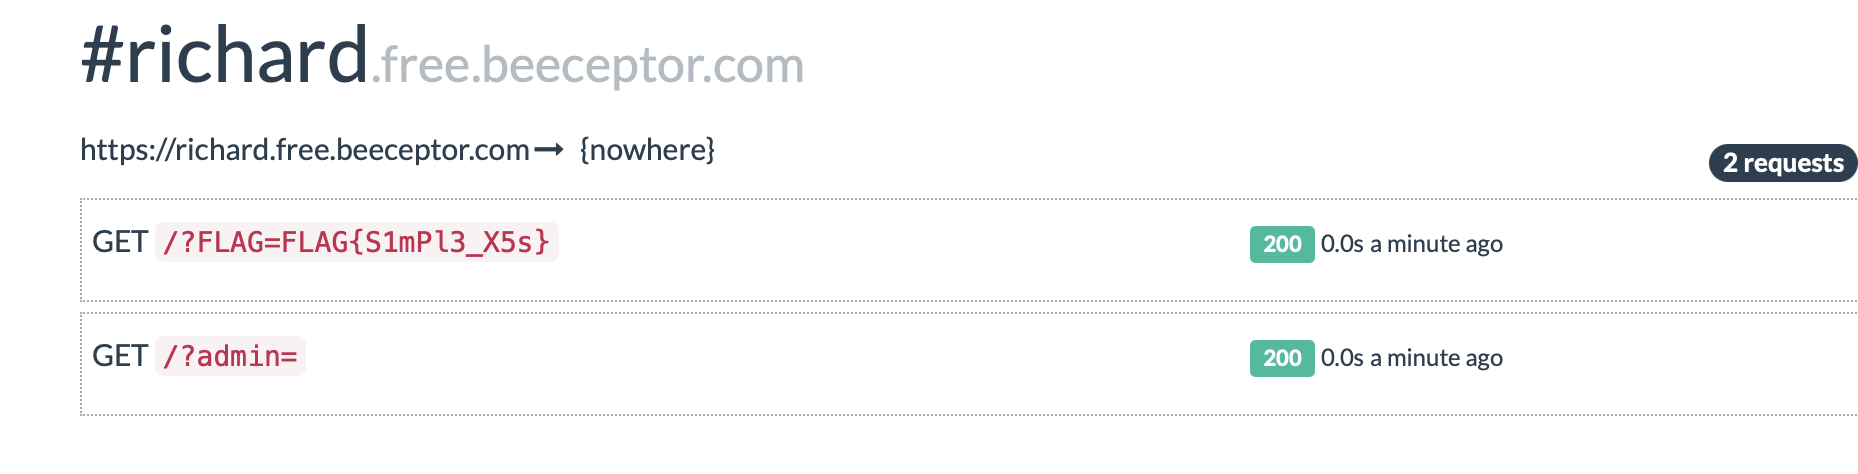 #richard.free.beeceptor.com
https://richard.free.beeceptor.com → {nowhere}
2 requests
GET /?FLAG=FLAG{S1mPl3_X5s} 200 0.0s a minute ago
GET /?admin= 200 0.0s a minute ago